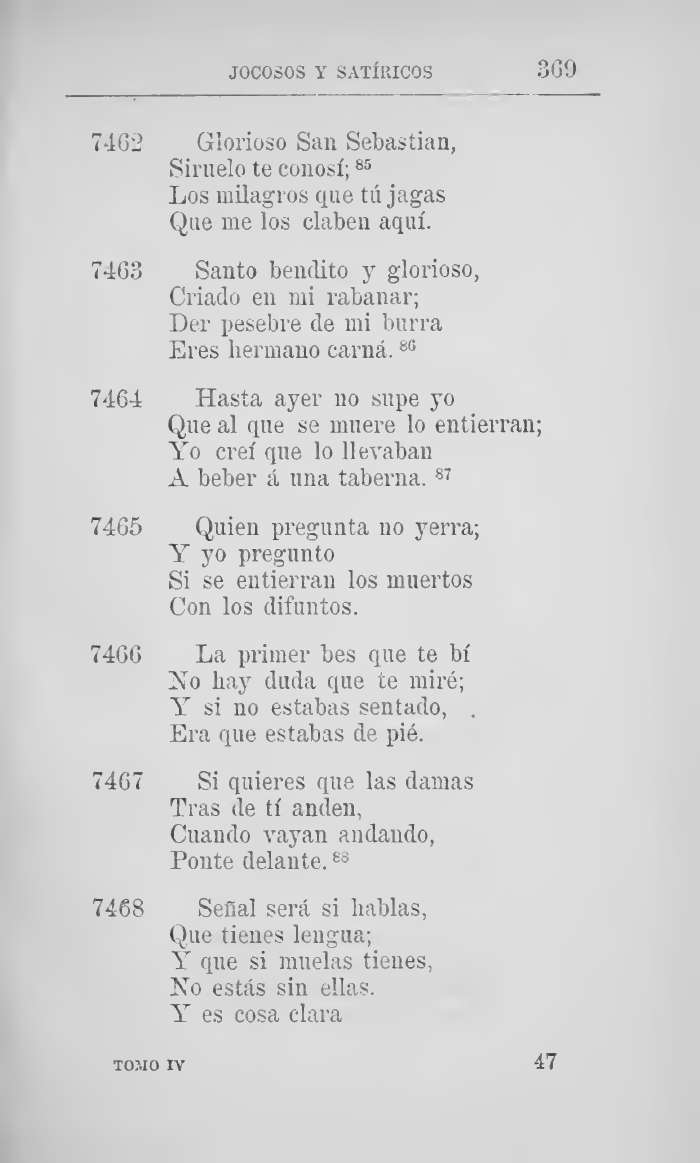 JOCOSOS Y SATÍRICOS 369
7462 Glorioso San Sebastian,
Siruelo te conosí; 85
Los milagros que tú jagas
Que me los claben aquí.
7463 Santo bendito y glorioso,
Criado en mi rabanar;
Der pesebre de mi burra
Eres hermano carná. 86
7464 Hasta ayer no supe yo
Que al que se muere lo entierran;
Yo creí que lo llevaban
A beber á una taberna. 87
7465 Quien pregunta no yerra;
Y yo pregunto
Si se entierran los muertos
Con los difuntos.
7466 La primer bes que te bí
No hay duda que te miré;
Y si no estabas sentado,
Era que estabas de pié.
7467 Si quieres que las damas
Tras de tí anden,
Cuando vayan andando,
Ponte delante. 88
7468 Señal será si hablas,
Que tienes lengua;
Y que si muelas tienes,
No estás sin ellas.
Y es cosa clara
TOMO IV 47